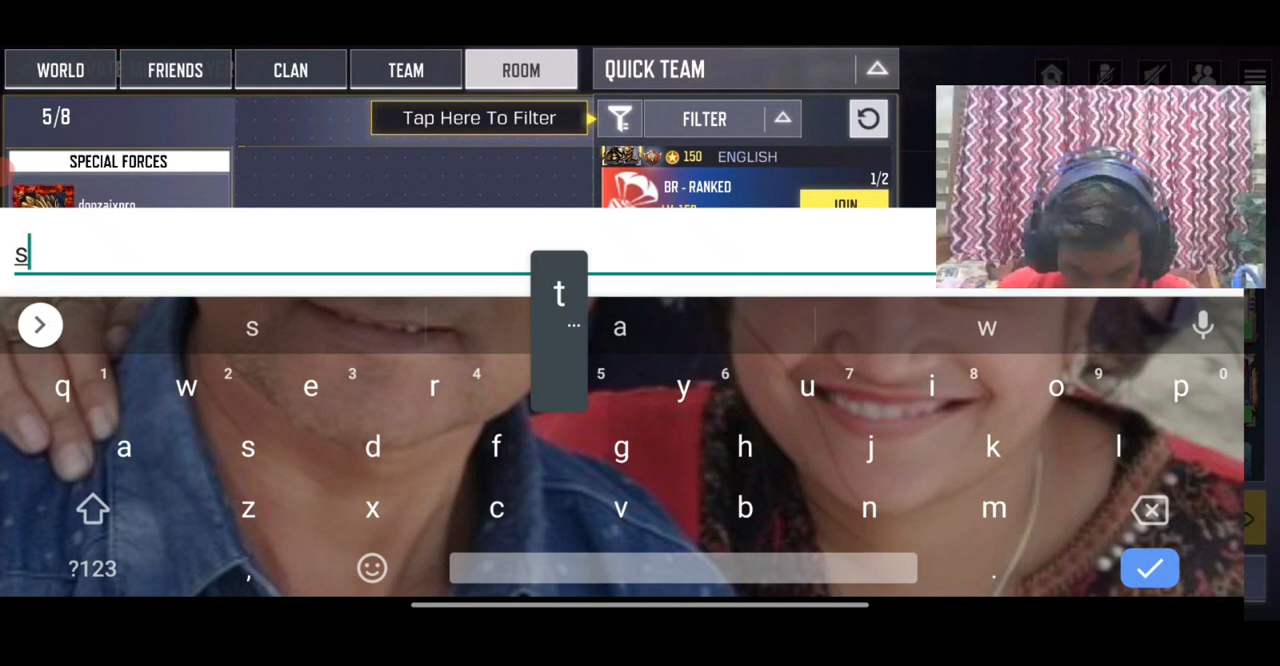 WORLD FRIENDS CLAN TEAM ROOM QUICK TEAM
5/8 Tap Here To Filter FILTER
150 ENGLISH
SPECIAL FORCES
BR - RANKED 1/2
donzaixpro JOIN
s
t
...
s a w
q 1 w 2 e 3 r 4 5 y 6 u 7 i 8 o 9 p 0
a s d f g h j k l
z x c v b n m
?123 , .